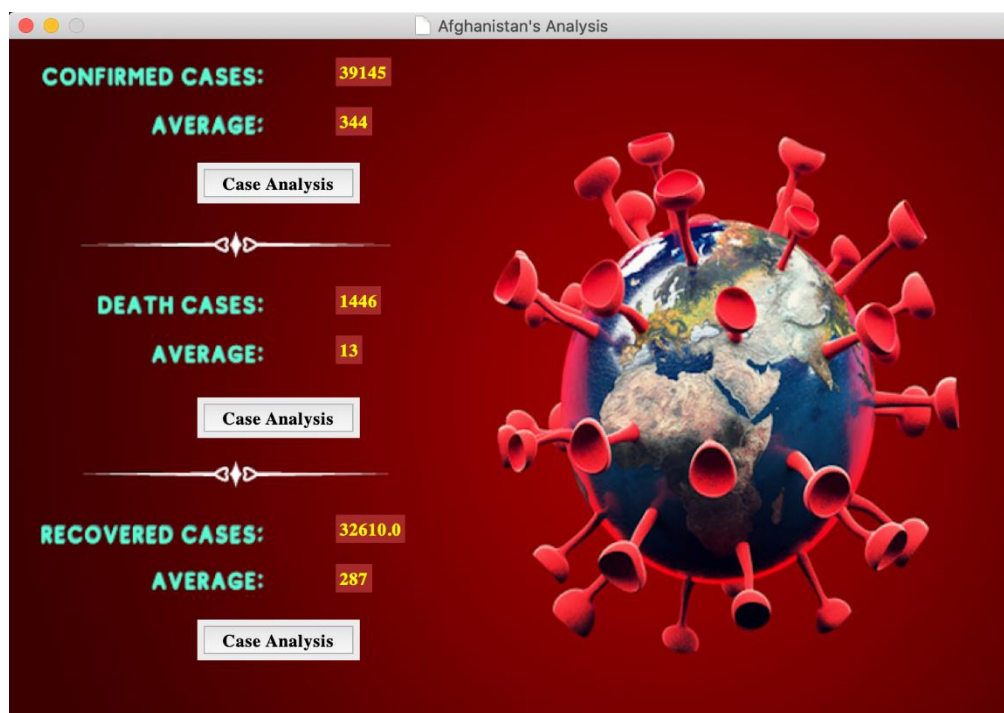 Afghanistan's Analysis
CONFIRMED CASES: 39145
AVERAGE: 344
Case Analysis
DEATH CASES: 1446
AVERAGE: 13
Case Analysis
RECOVERED CASES: 32610.0
AVERAGE: 287
Case Analysis